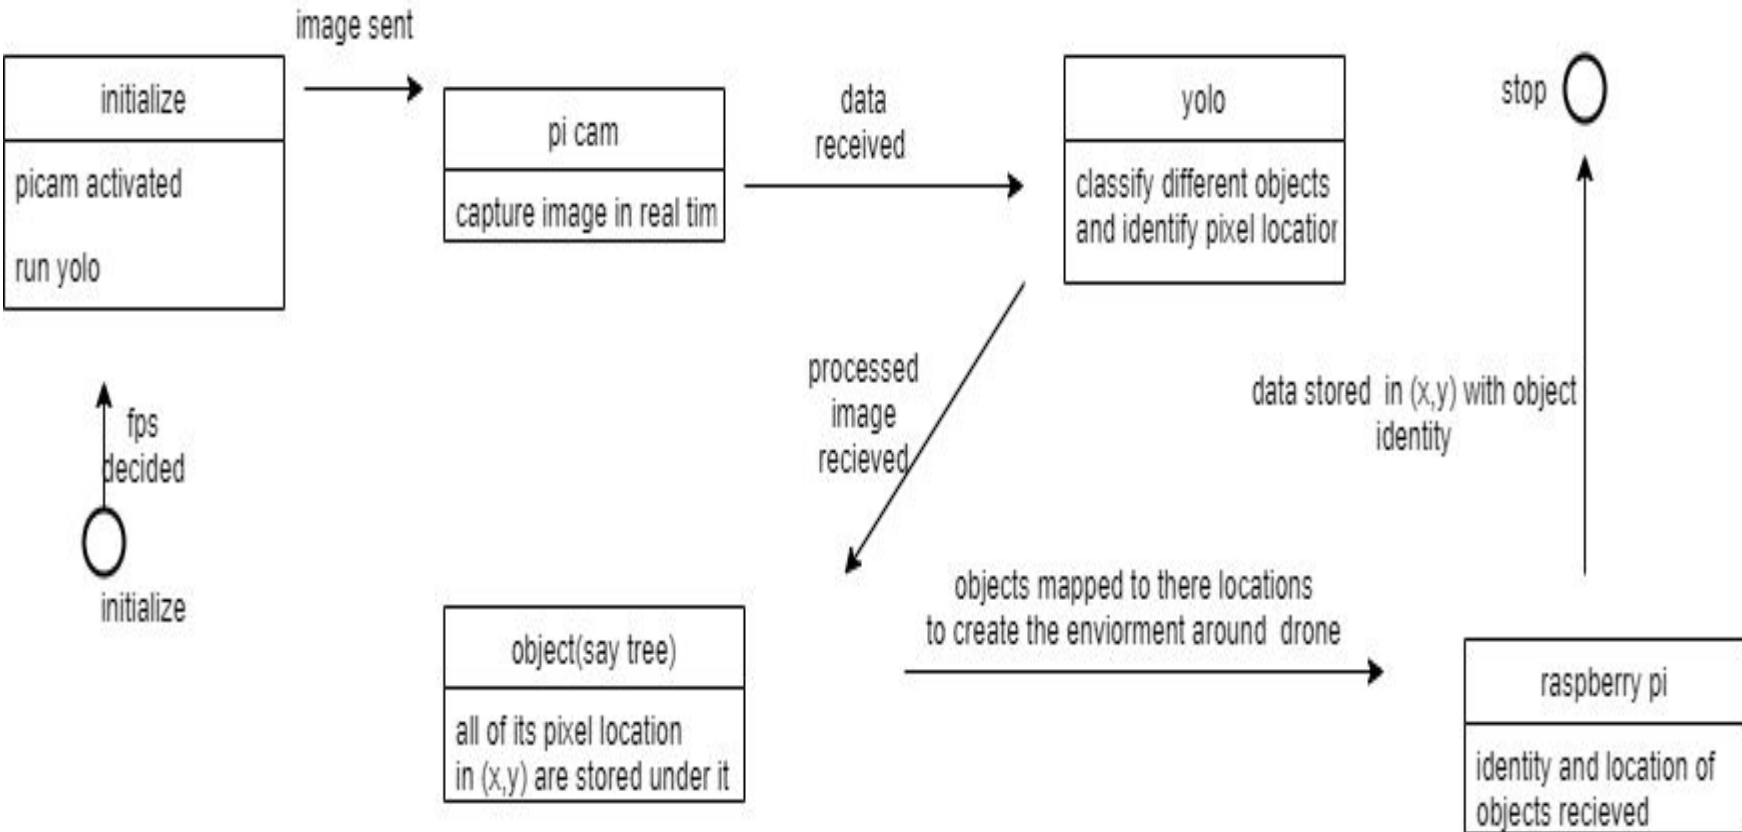 image sent
initialize
picam activated
run yolo
pi cam
capture image in real tim
data
received
yolo
classify different objects
and identify pixel location
stop
fps
decided
initialize
processed
image
recieved
data stored in (x,y) with object
identity
object(say tree)
all of its pixel location
in (x,y) are stored under it
objects mapped to there locations
to create the enviorment around drone
raspberry pi
identity and location of
objects recieved